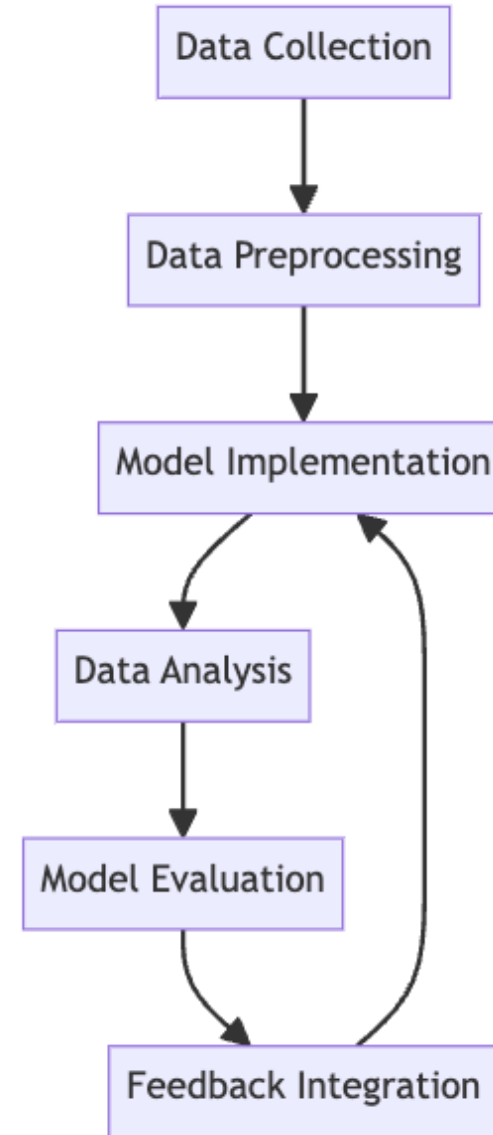 Data Collection
Data Preprocessing
Model Implementation
Data Analysis
Model Evaluation
Feedback Integration